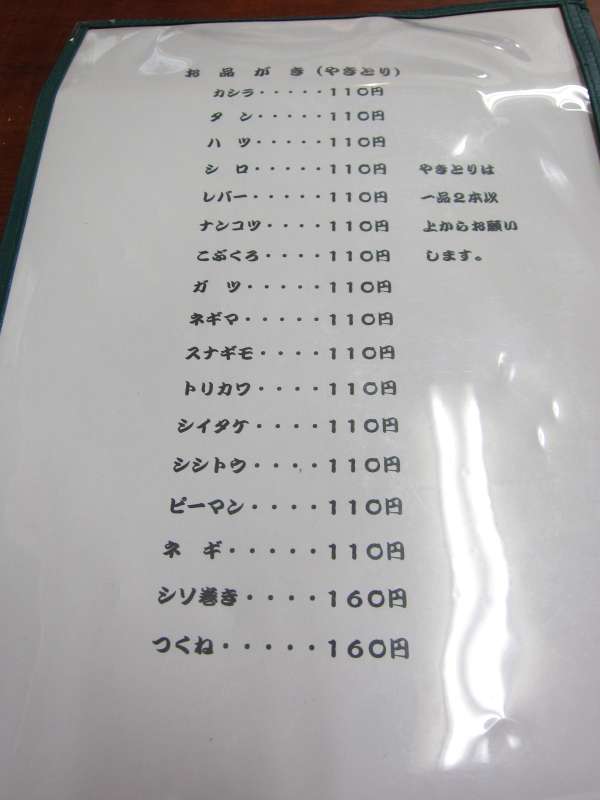 お品がき(やきとり)
カシラ・・・・・110円
タン・・・・・110円
ハツ・・・・・110円
シロ・・・・・110円
レバー・・・・・110円
ナンコツ・・・・110円
こぶくろ・・・・110円
ガツ・・・・・110円
ネギマ・・・・・110円
スナギモ・・・・110円
トリカワ・・・・110円
シイタケ・・・・110円
シシトウ・・・・110円
ピーマン・・・・110円
ネギ・・・・・110円
シソ巻き・・・・160円
つくね・・・・・160円
やきとりは
一品2本以
上からお願い
します。